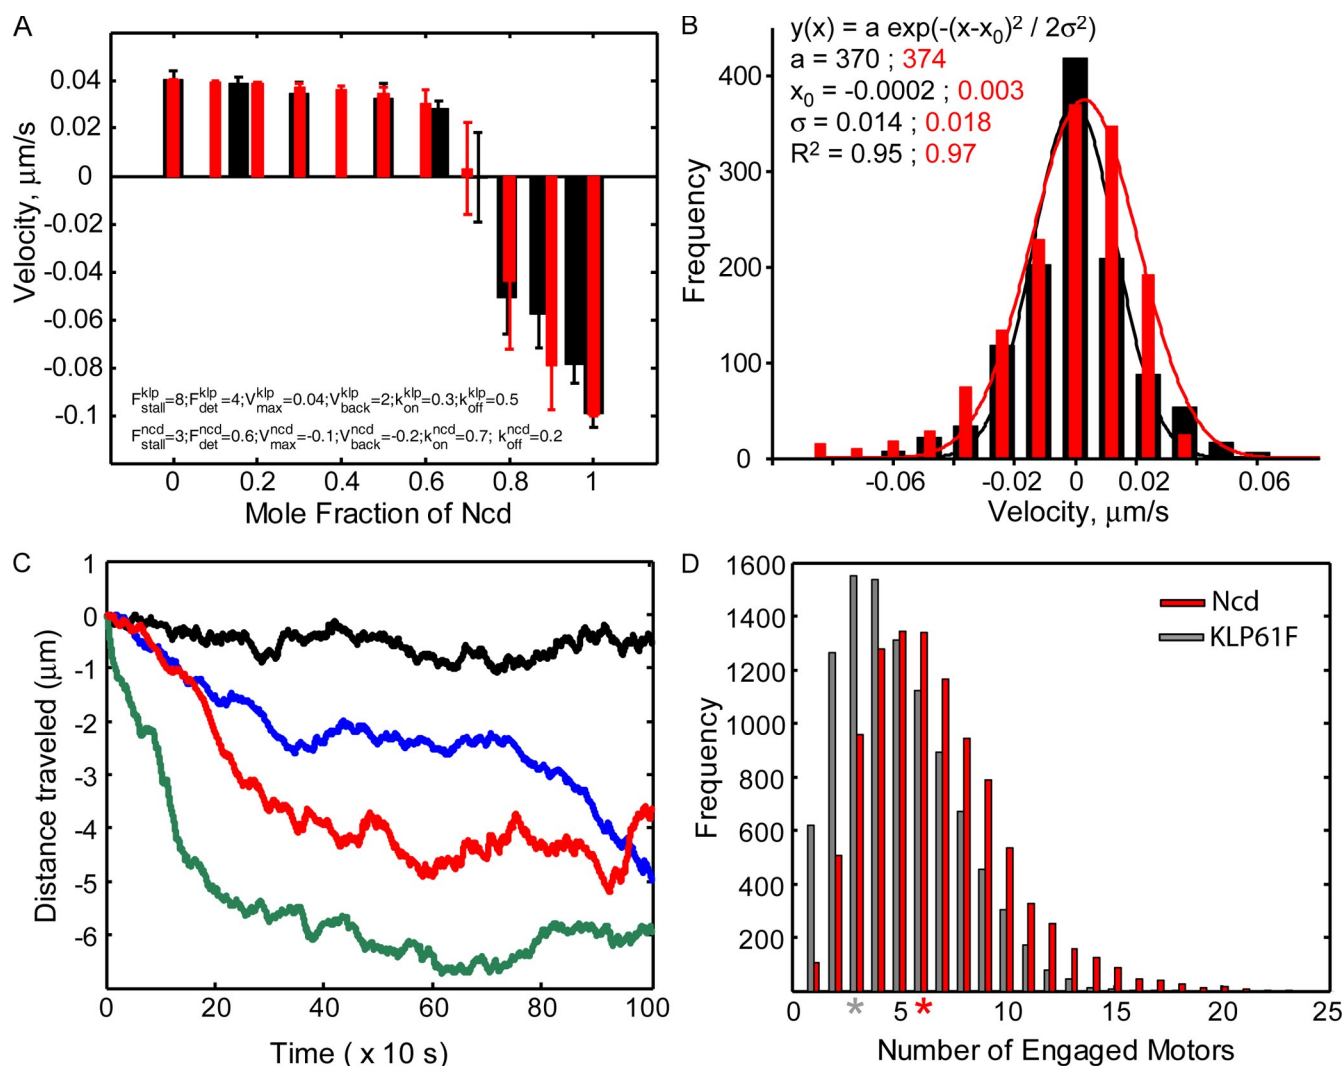 A
Velocity, μm/s
0.04
0.02
0
-0.02
-0.04
-0.06
-0.08
-0.1
F^klp_stall=8;F^klp_det=4;V^klp_max=0.04;V^klp_back=2;k^klp_on=0.3;k^klp_off=0.5
F^ncd_stall=3;F^ncd_det=0.6;V^ncd_max=-0.1;V^ncd_back=-0.2;k^ncd_on=0.7; k^ncd_off=0.2
0 0.2 0.4 0.6 0.8 1
Mole Fraction of Ncd
B
y(x) = a exp(-(x-x₀)² / 2σ²)
a = 370 ; 374
x₀ = -0.0002 ; 0.003
σ = 0.014 ; 0.018
R² = 0.95 ; 0.97
Frequency
400
300
200
100
0
-0.06 -0.02 0 0.02 0.06
Velocity, μm/s
C
Distance traveled (μm)
1
0
-1
-2
-3
-4
-5
-6
0 20 40 60 80 100
Time ( x 10 s)
D
Frequency
1600
1400
1200
1000
800
600
400
200
Ncd
KLP61F
0 * 5 * 10 15 20 25
Number of Engaged Motors